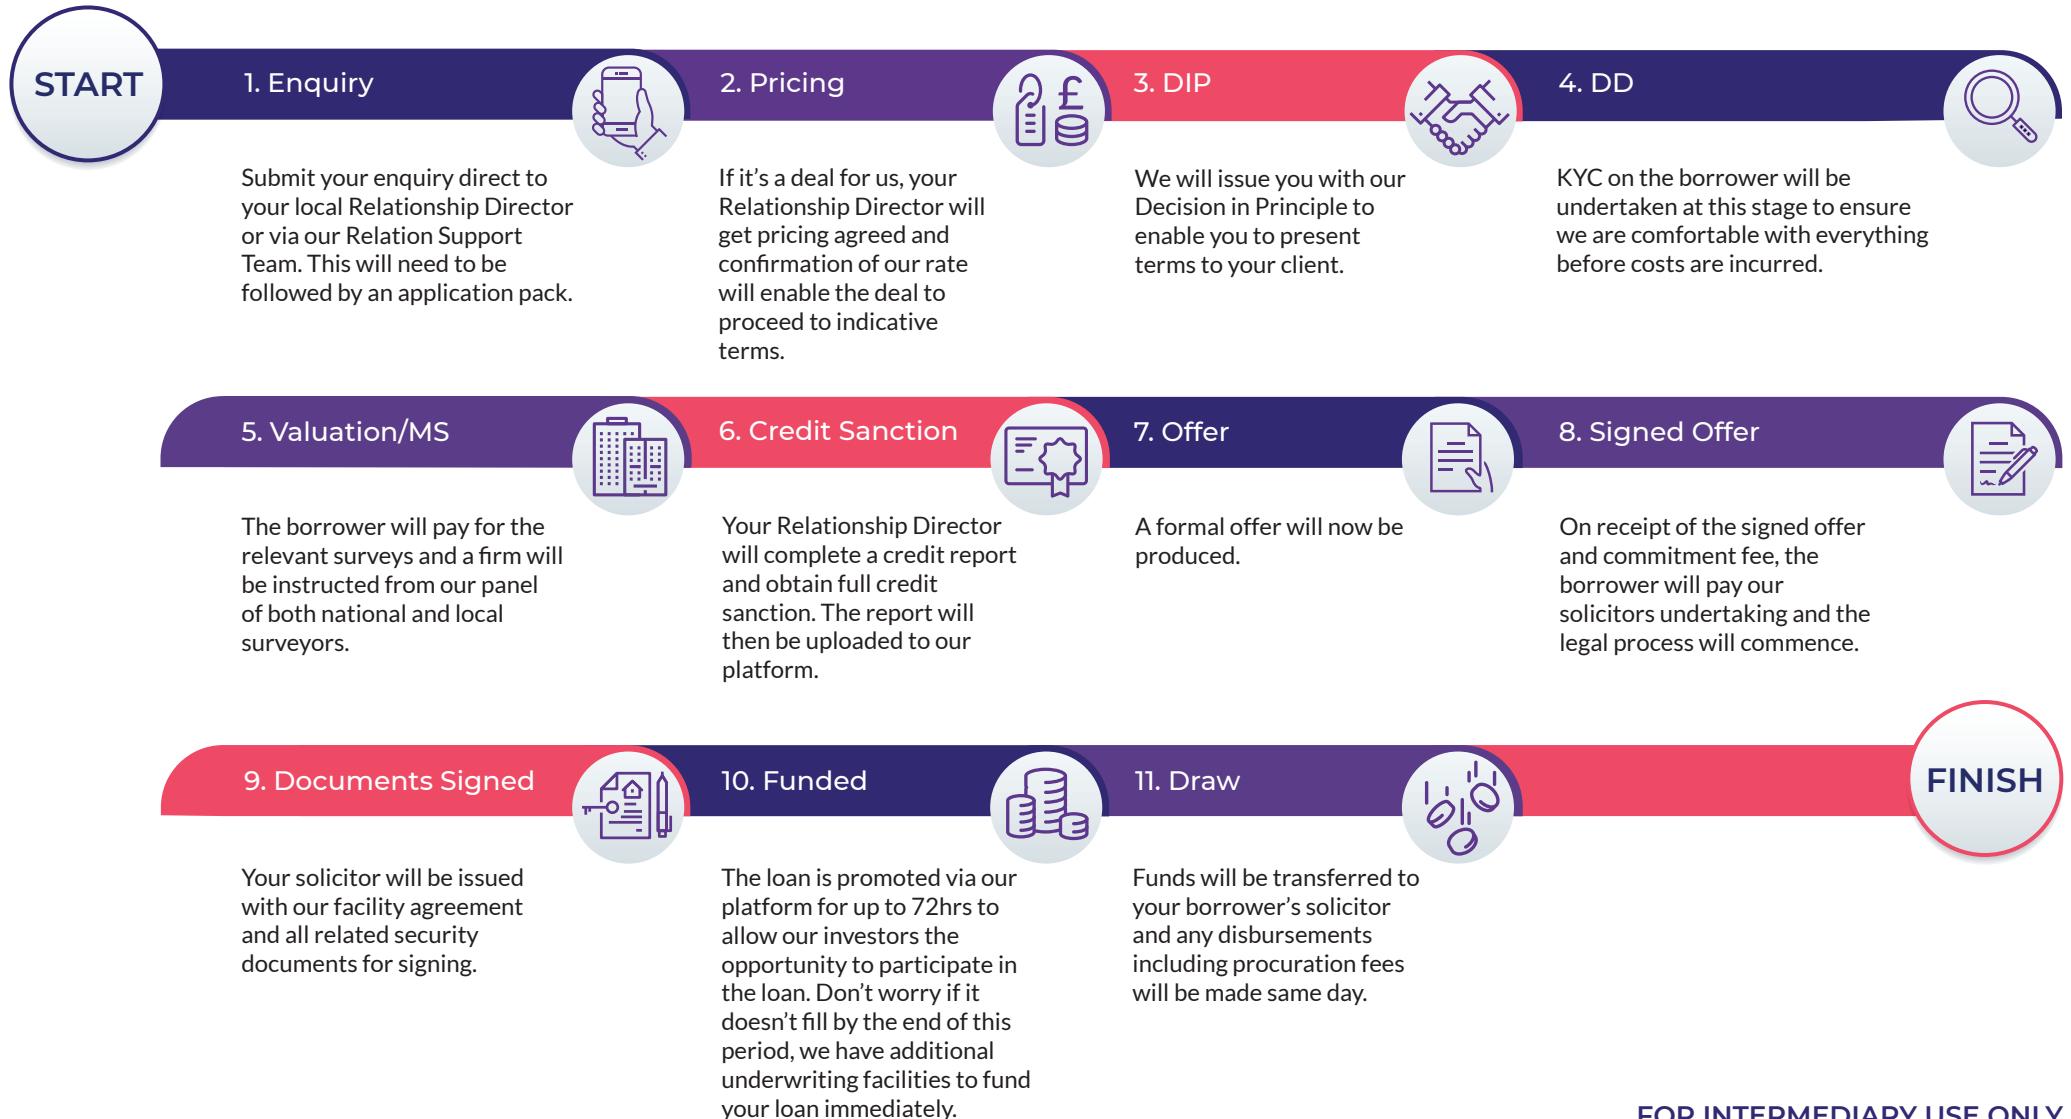 START
1. Enquiry
Submit your enquiry direct to
your local Relationship Director
or via our Relation Support
Team. This will need to be
followed by an application pack.
2. Pricing
If it’s a deal for us, your
Relationship Director will
get pricing agreed and
confirmation of our rate
will enable the deal to
proceed to indicative
terms.
3. DIP
We will issue you with our
Decision in Principle to
enable you to present
terms to your client.
4. DD
KYC on the borrower will be
undertaken at this stage to ensure
we are comfortable with everything
before costs are incurred.
5. Valuation/MS
The borrower will pay for the
relevant surveys and a firm will
be instructed from our panel
of both national and local
surveyors.
6. Credit Sanction
Your Relationship Director
will complete a credit report
and obtain full credit
sanction. The report will
then be uploaded to our
platform.
7. Offer
A formal offer will now be
produced.
8. Signed Offer
On receipt of the signed offer
and commitment fee, the
borrower will pay our
solicitors undertaking and the
legal process will commence.
9. Documents Signed
Your solicitor will be issued
with our facility agreement
and all related security
documents for signing.
10. Funded
The loan is promoted via our
platform for up to 72hrs to
allow our investors the
opportunity to participate in
the loan. Don’t worry if it
doesn’t fill by the end of this
period, we have additional
underwriting facilities to fund
your loan immediately.
11. Draw
Funds will be transferred to
your borrower’s solicitor
and any disbursements
including procuration fees
will be made same day.
FINISH
FOR INTERMEDIARY USE ONLY